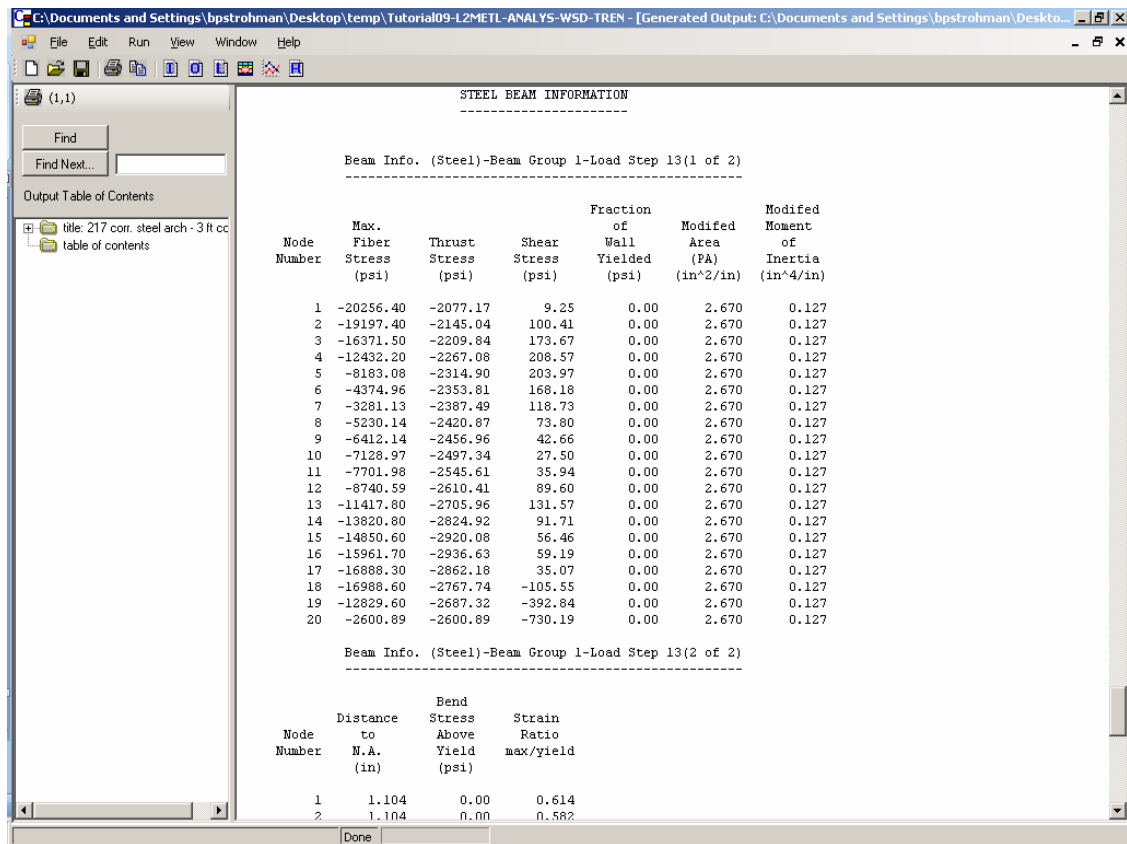 C:\Documents and Settings\bpstrohman\Desktop\temp\Tutorial09-L2METL-ANALYS-WSD-TREN - [Generated Output: C:\Documents and Settings\bpstrohman\Deskto...
File Edit Run View Window Help
(1,1)
Find
Find Next...
Output Table of Contents
title: 217 corr. steel arch - 3 ft cc
table of contents
STEEL BEAM INFORMATION
Beam Info. (Steel)-Beam Group 1-Load Step 13(1 of 2)
Fraction Modifed
Max. of Modifed Moment
Node Fiber Thrust Shear Wall Area of
Number Stress Stress Stress Yielded (PA) Inertia
(psi) (psi) (psi) (psi) (in^2/in) (in^4/in)
1 -20256.40 -2077.17 9.25 0.00 2.670 0.127
2 -19197.40 -2145.04 100.41 0.00 2.670 0.127
3 -16371.50 -2209.84 173.67 0.00 2.670 0.127
4 -12432.20 -2267.08 208.57 0.00 2.670 0.127
5 -8183.08 -2314.90 203.97 0.00 2.670 0.127
6 -4374.96 -2353.81 168.18 0.00 2.670 0.127
7 -3281.13 -2387.49 118.73 0.00 2.670 0.127
8 -5230.14 -2420.87 73.80 0.00 2.670 0.127
9 -6412.14 -2456.96 42.66 0.00 2.670 0.127
10 -7128.97 -2497.34 27.50 0.00 2.670 0.127
11 -7701.98 -2545.61 35.94 0.00 2.670 0.127
12 -8740.59 -2610.41 89.60 0.00 2.670 0.127
13 -11417.80 -2705.96 131.57 0.00 2.670 0.127
14 -13820.80 -2824.92 91.71 0.00 2.670 0.127
15 -14850.60 -2920.08 56.46 0.00 2.670 0.127
16 -15961.70 -2936.63 59.19 0.00 2.670 0.127
17 -16888.30 -2862.18 35.07 0.00 2.670 0.127
18 -16988.60 -2767.74 -105.55 0.00 2.670 0.127
19 -12829.60 -2687.32 -392.84 0.00 2.670 0.127
20 -2600.89 -2600.89 -730.19 0.00 2.670 0.127
Beam Info. (Steel)-Beam Group 1-Load Step 13(2 of 2)
Bend
Distance Stress Strain
Node to Above Ratio
Number N.A. Yield max/yield
(in) (psi)
1 1.104 0.00 0.614
2 1.104 0.00 0.582
Done